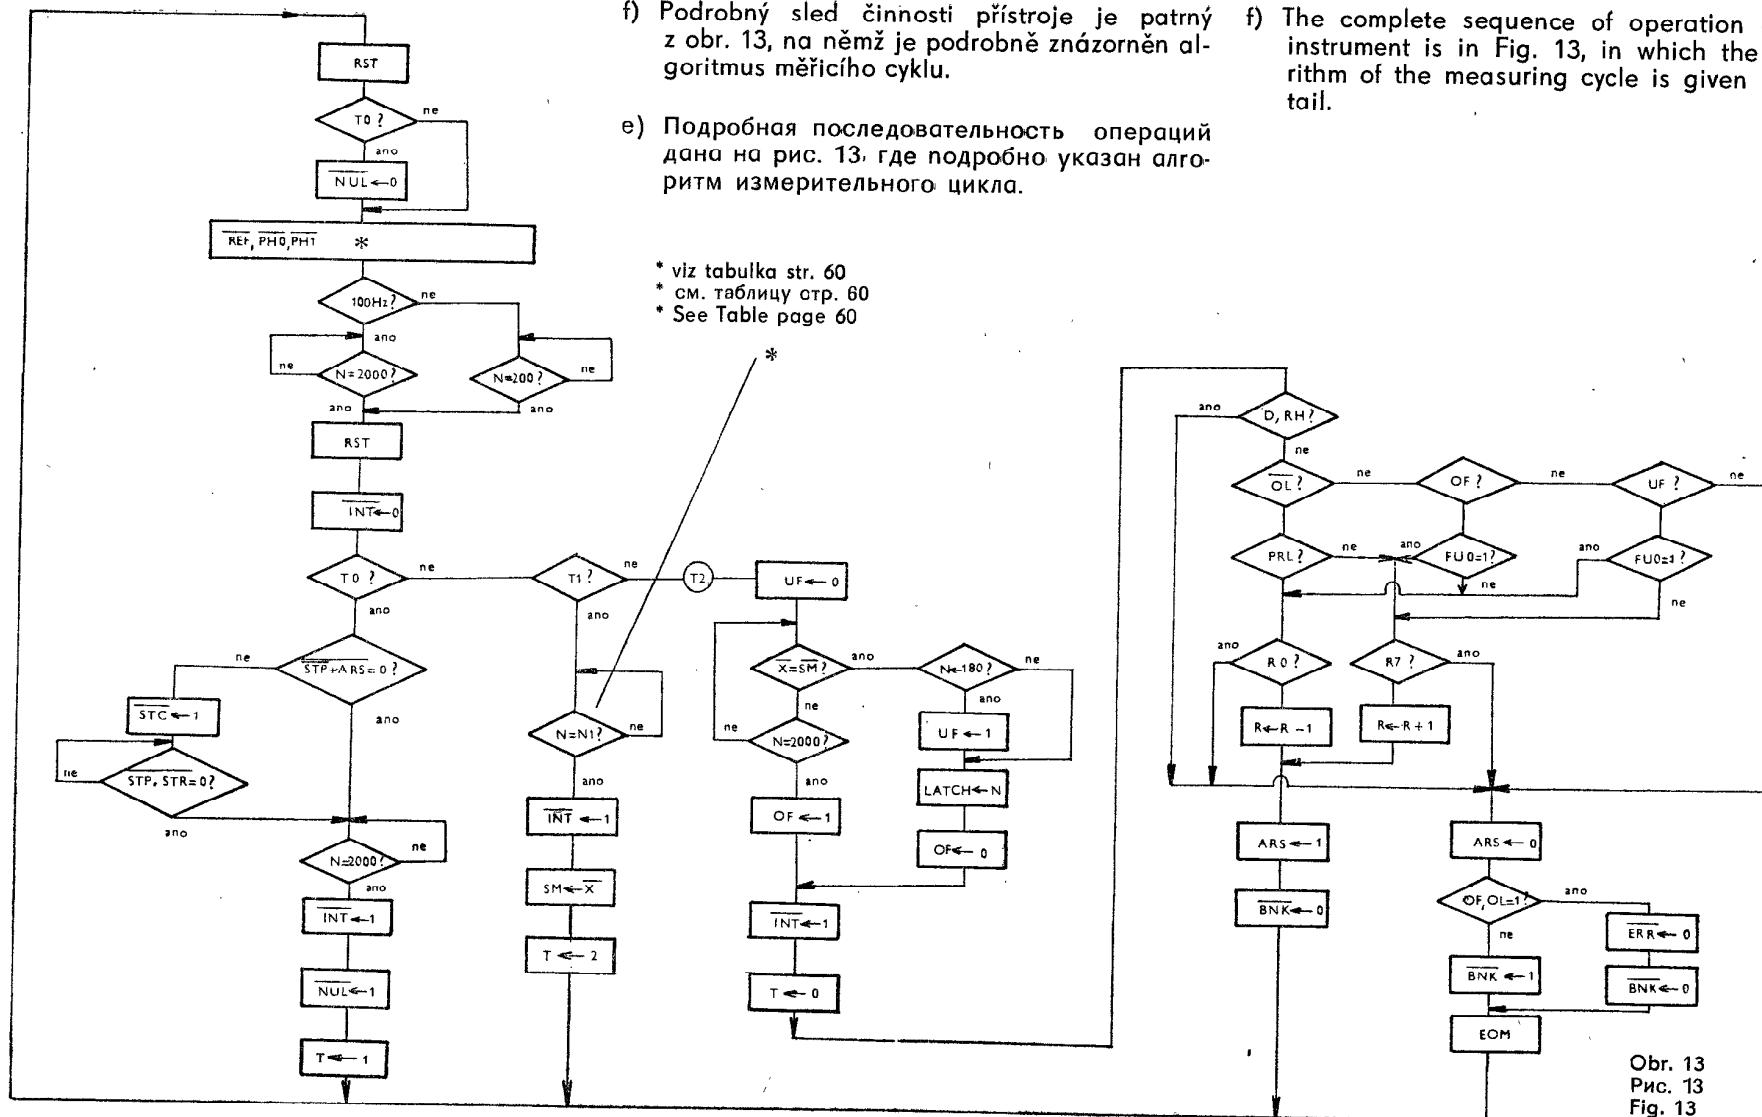 f) Podrobný sled činnosti přístroje je patrný
z obr. 13, na němž je podrobně znázorněn al-
goritmus měřicího cyklu.
e) Подробная последовательность операций
дана на рис. 13, где подробно указан алго-
ритм измерительного цикла.
f) The complete sequence of operation
instrument is in Fig. 13, in which the
rithm of the measuring cycle is given
tail.
* viz tabulka str. 60
* см. таблицу стр. 60
* See Table page 60
*
RST
T0 ?
ne
ano
NUL←0
REF, PH0, PH1 *
100Hz?
ne
ano
N=2000?
ne
ano
N=200?
ne
ano
RST
INT←0
T0 ?
ne
ano
STP+ARS=0?
ne
ano
STC←1
STP+STR=0?
ne
ano
N=2000?
ne
ano
INT←1
NUL←1
T←1
T1?
ne
ano
N=N1?
ne
ano
INT←1
SM←X
T←2
T2
UF←0
X=SM?
ano
ne
N=2000?
ne
ano
OF←1
N←180?
ne
ano
UF←1
LATCH←N
OF←0
INT←1
T←0
D, RH?
ano
ne
OL?
ne
OF?
ne
UF?
ne
PRL?
ne
ano
FU0=1?
ne
ano
FU0=1?
ne
R0?
ano
R7?
ano
R←R-1
R←R+1
ARS←1
BNK←0
ARS←0
OF,OL=1?
ano
ne
ERR←0
BNK←1
BNK←0
EOM
Obr. 13
Рис. 13
Fig. 13